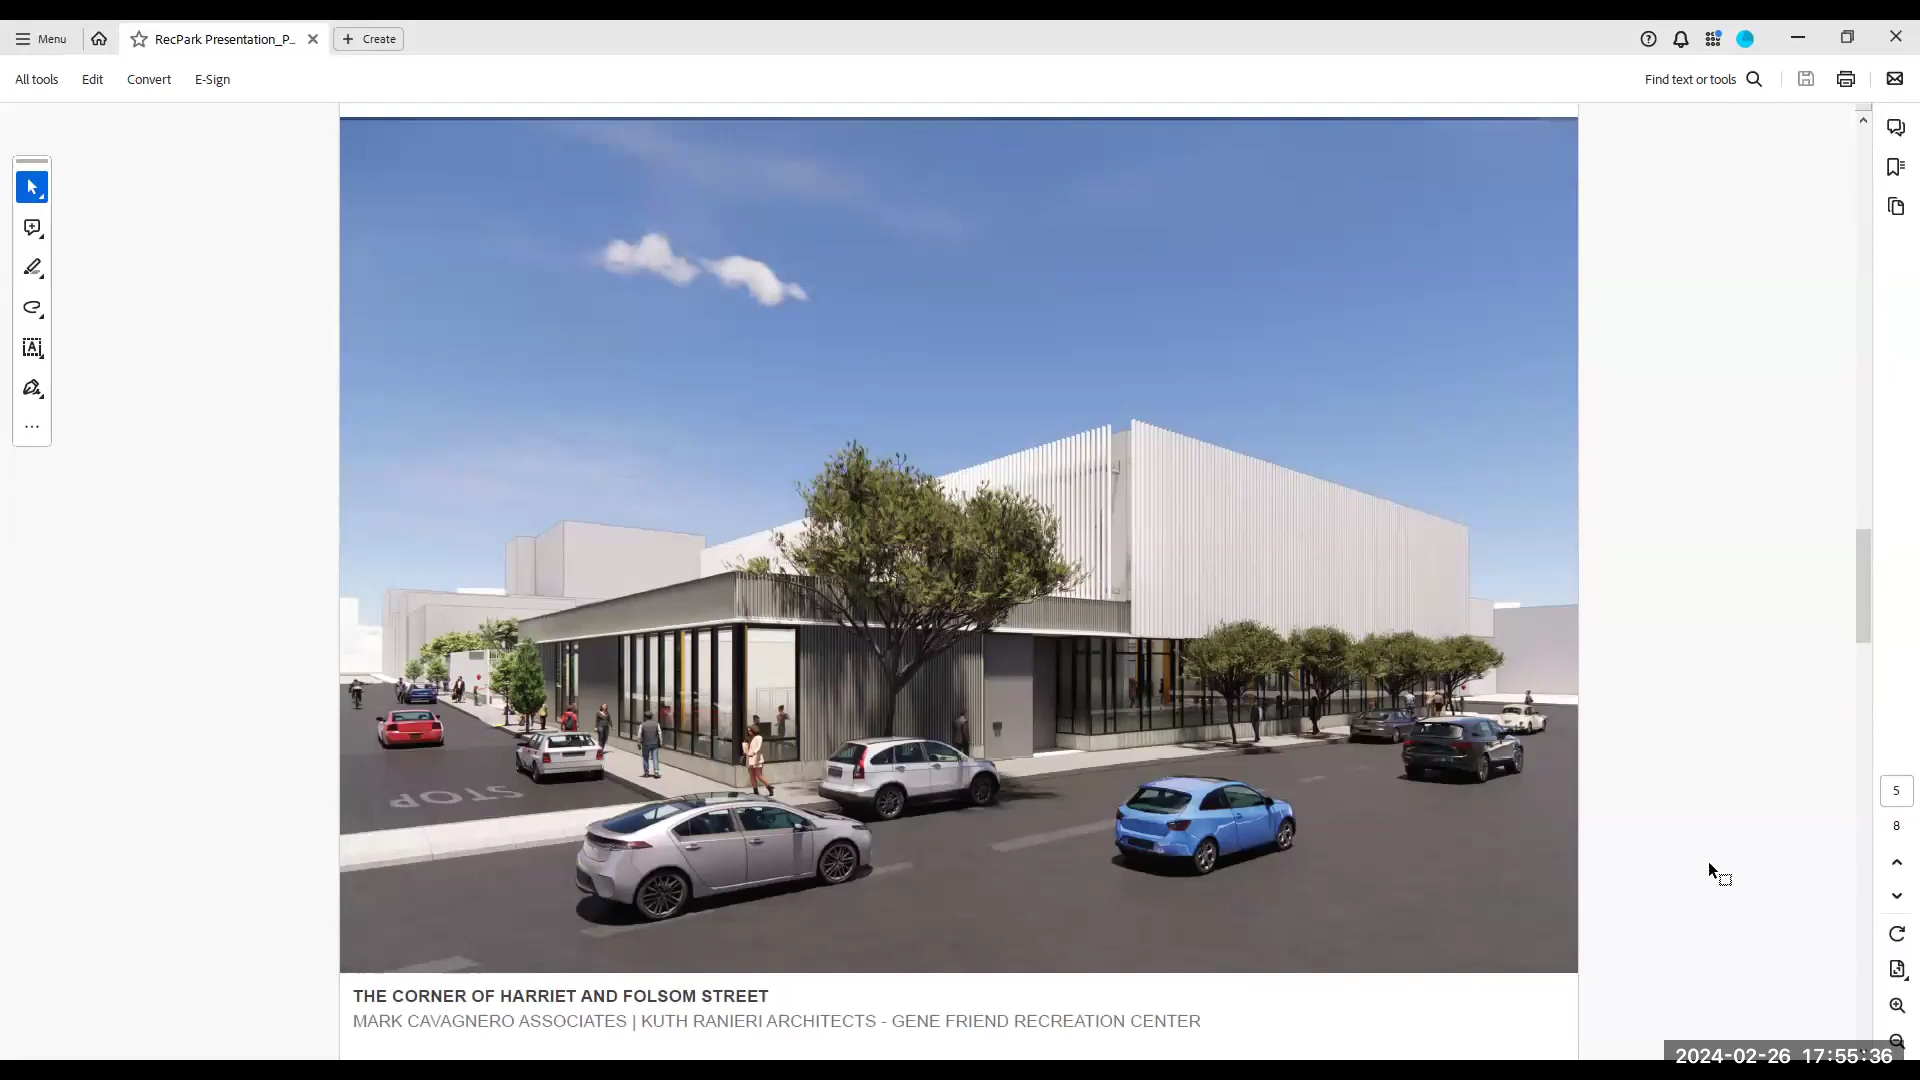 Menu
RecPark Presentation_P...
Create
All tools
Edit
Convert
E-Sign
Find text or tools
STOP
5
8
THE CORNER OF HARRIET AND FOLSOM STREET
MARK CAVAGNERO ASSOCIATES | KUTH RANIERI ARCHITECTS - GENE FRIEND RECREATION CENTER
2024-02-26 17:55:36